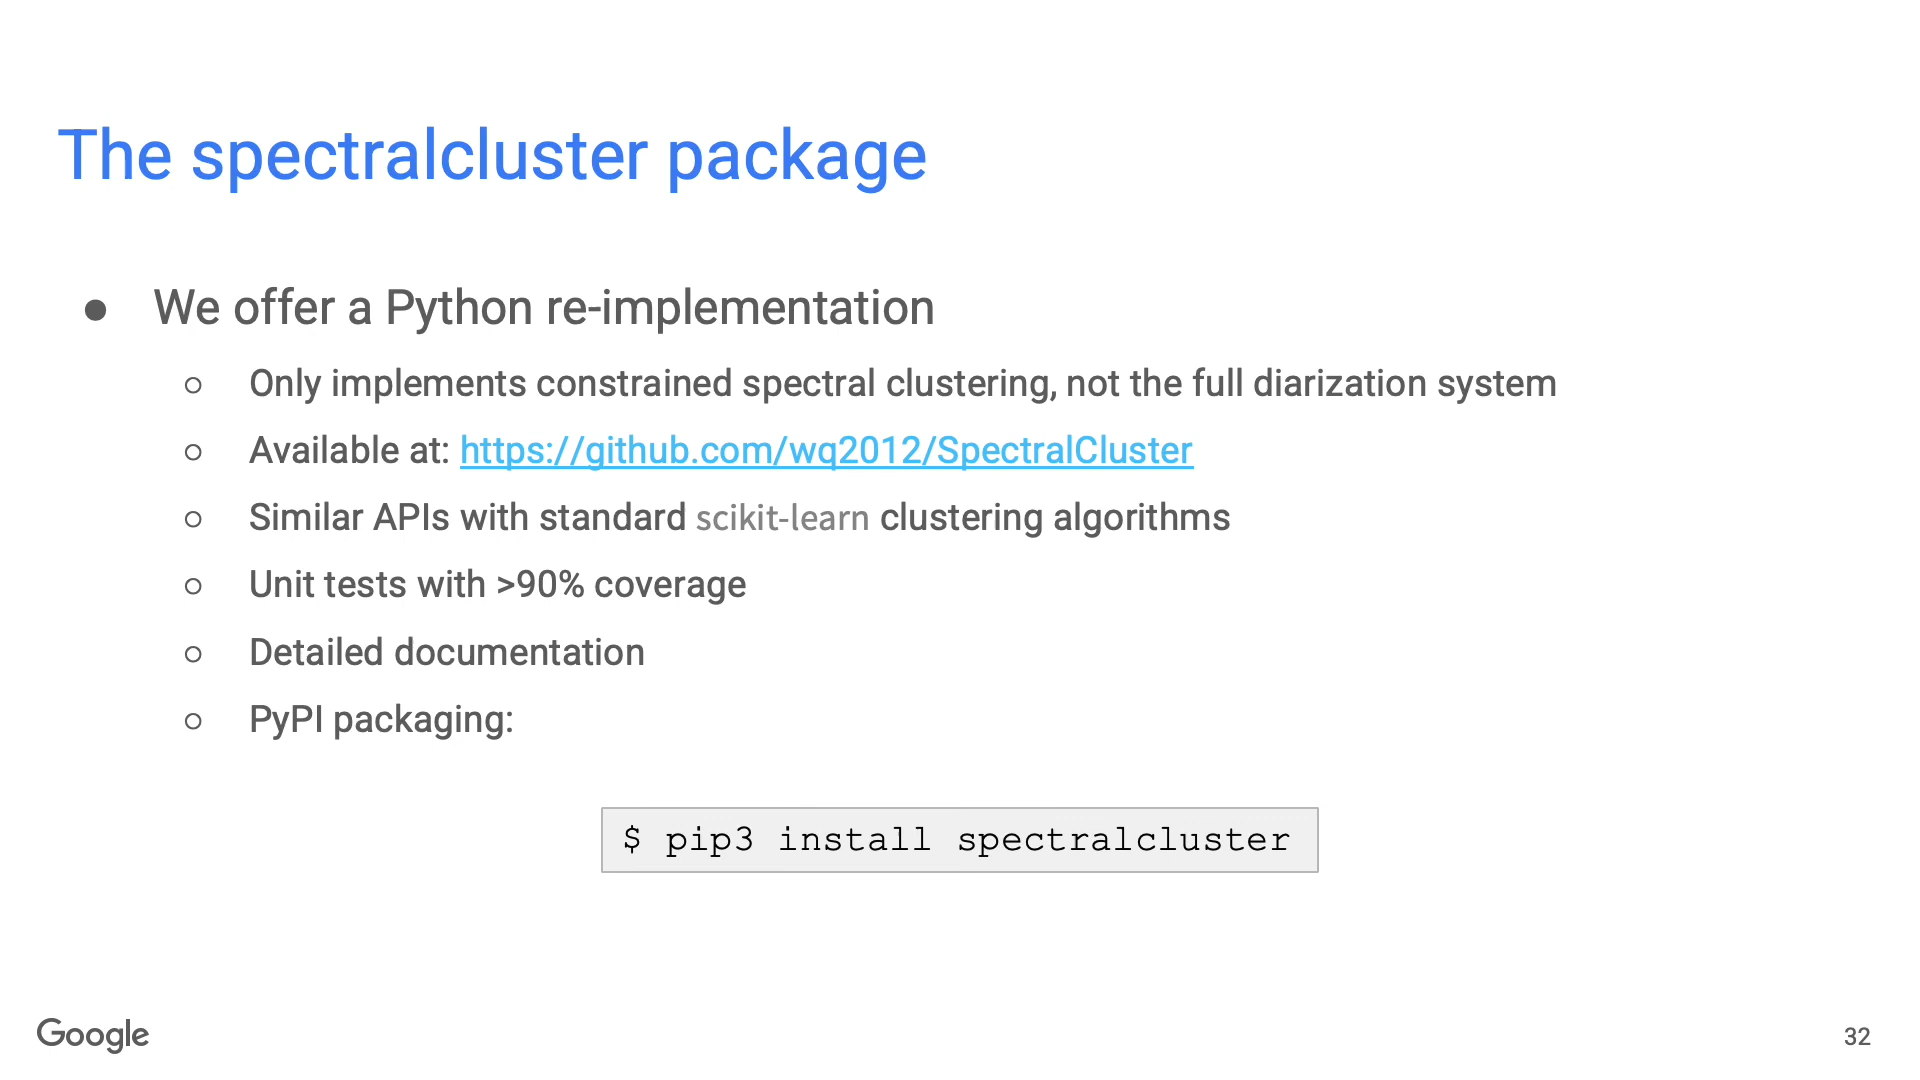 The spectralcluster package
● We offer a Python re-implementation
○ Only implements constrained spectral clustering, not the full diarization system
○ Available at: https://github.com/wq2012/SpectralCluster
○ Similar APIs with standard scikit-learn clustering algorithms
○ Unit tests with >90% coverage
○ Detailed documentation
○ PyPI packaging:
$ pip3 install spectralcluster
Google
32